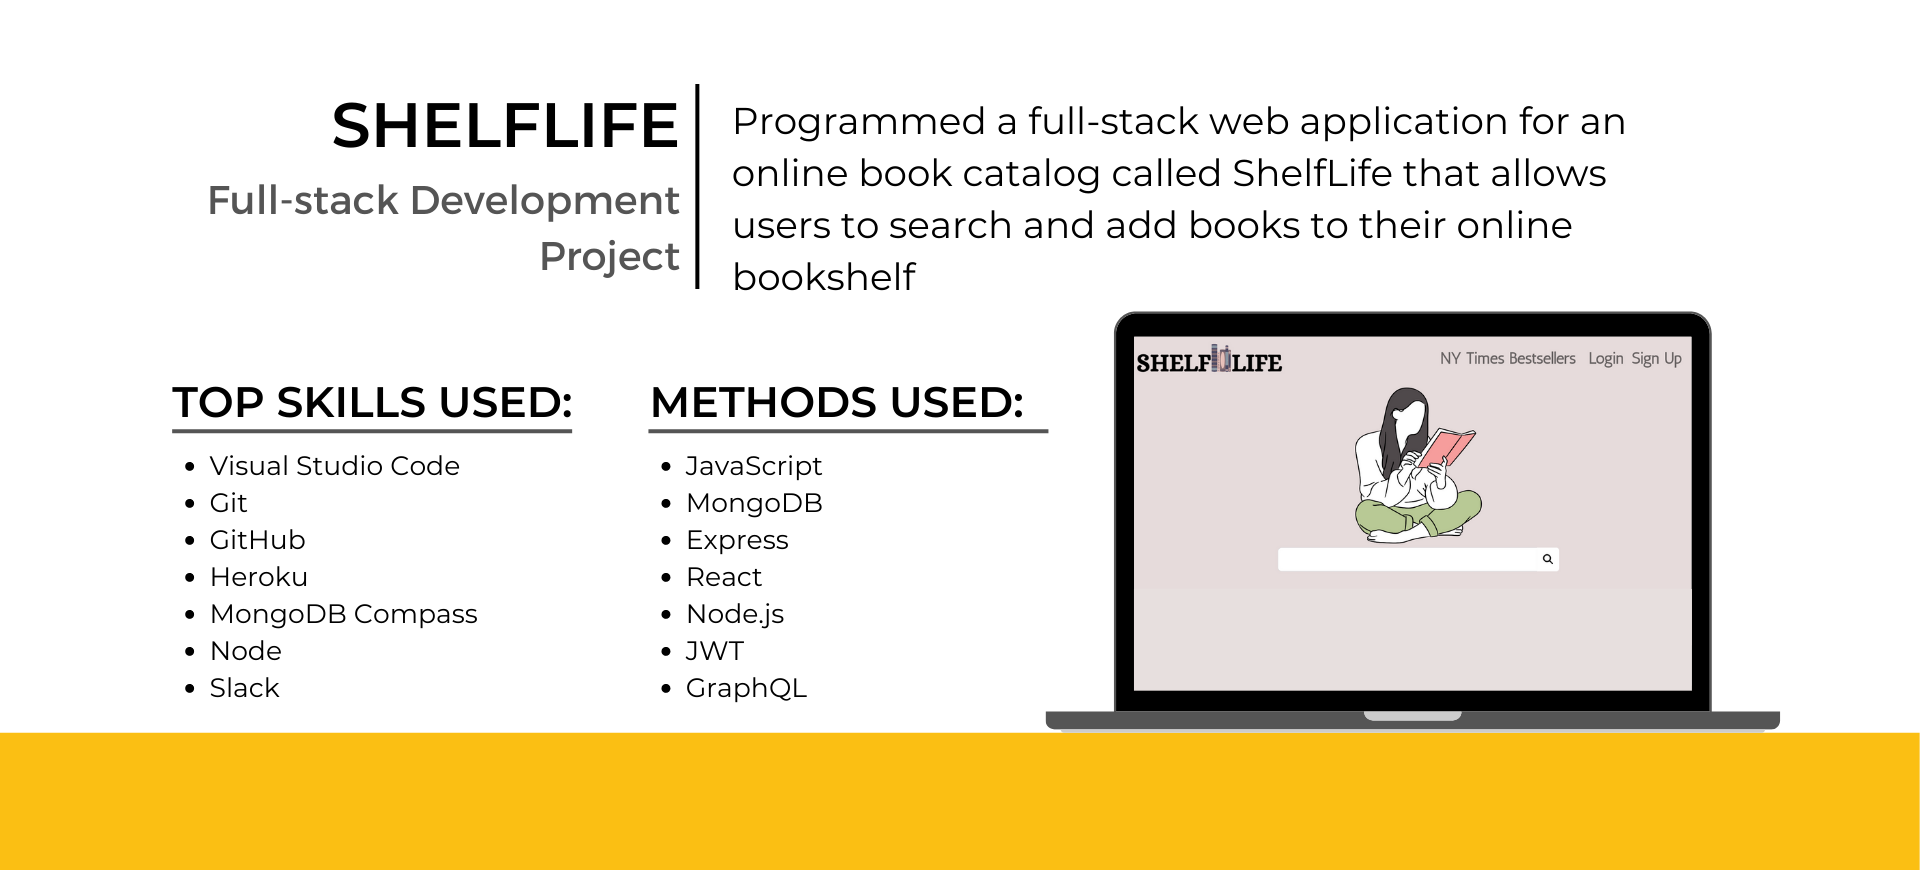 SHELFLIFE
Full-stack Development
Project
Programmed a full-stack web application for an
online book catalog called ShelfLife that allows
users to search and add books to their online
bookshelf
TOP SKILLS USED:
• Visual Studio Code
• Git
• GitHub
• Heroku
• MongoDB Compass
• Node
• Slack
METHODS USED:
• JavaScript
• MongoDB
• Express
• React
• Node.js
• JWT
• GraphQL
SHELF LIFE
NY Times Bestsellers Login Sign Up